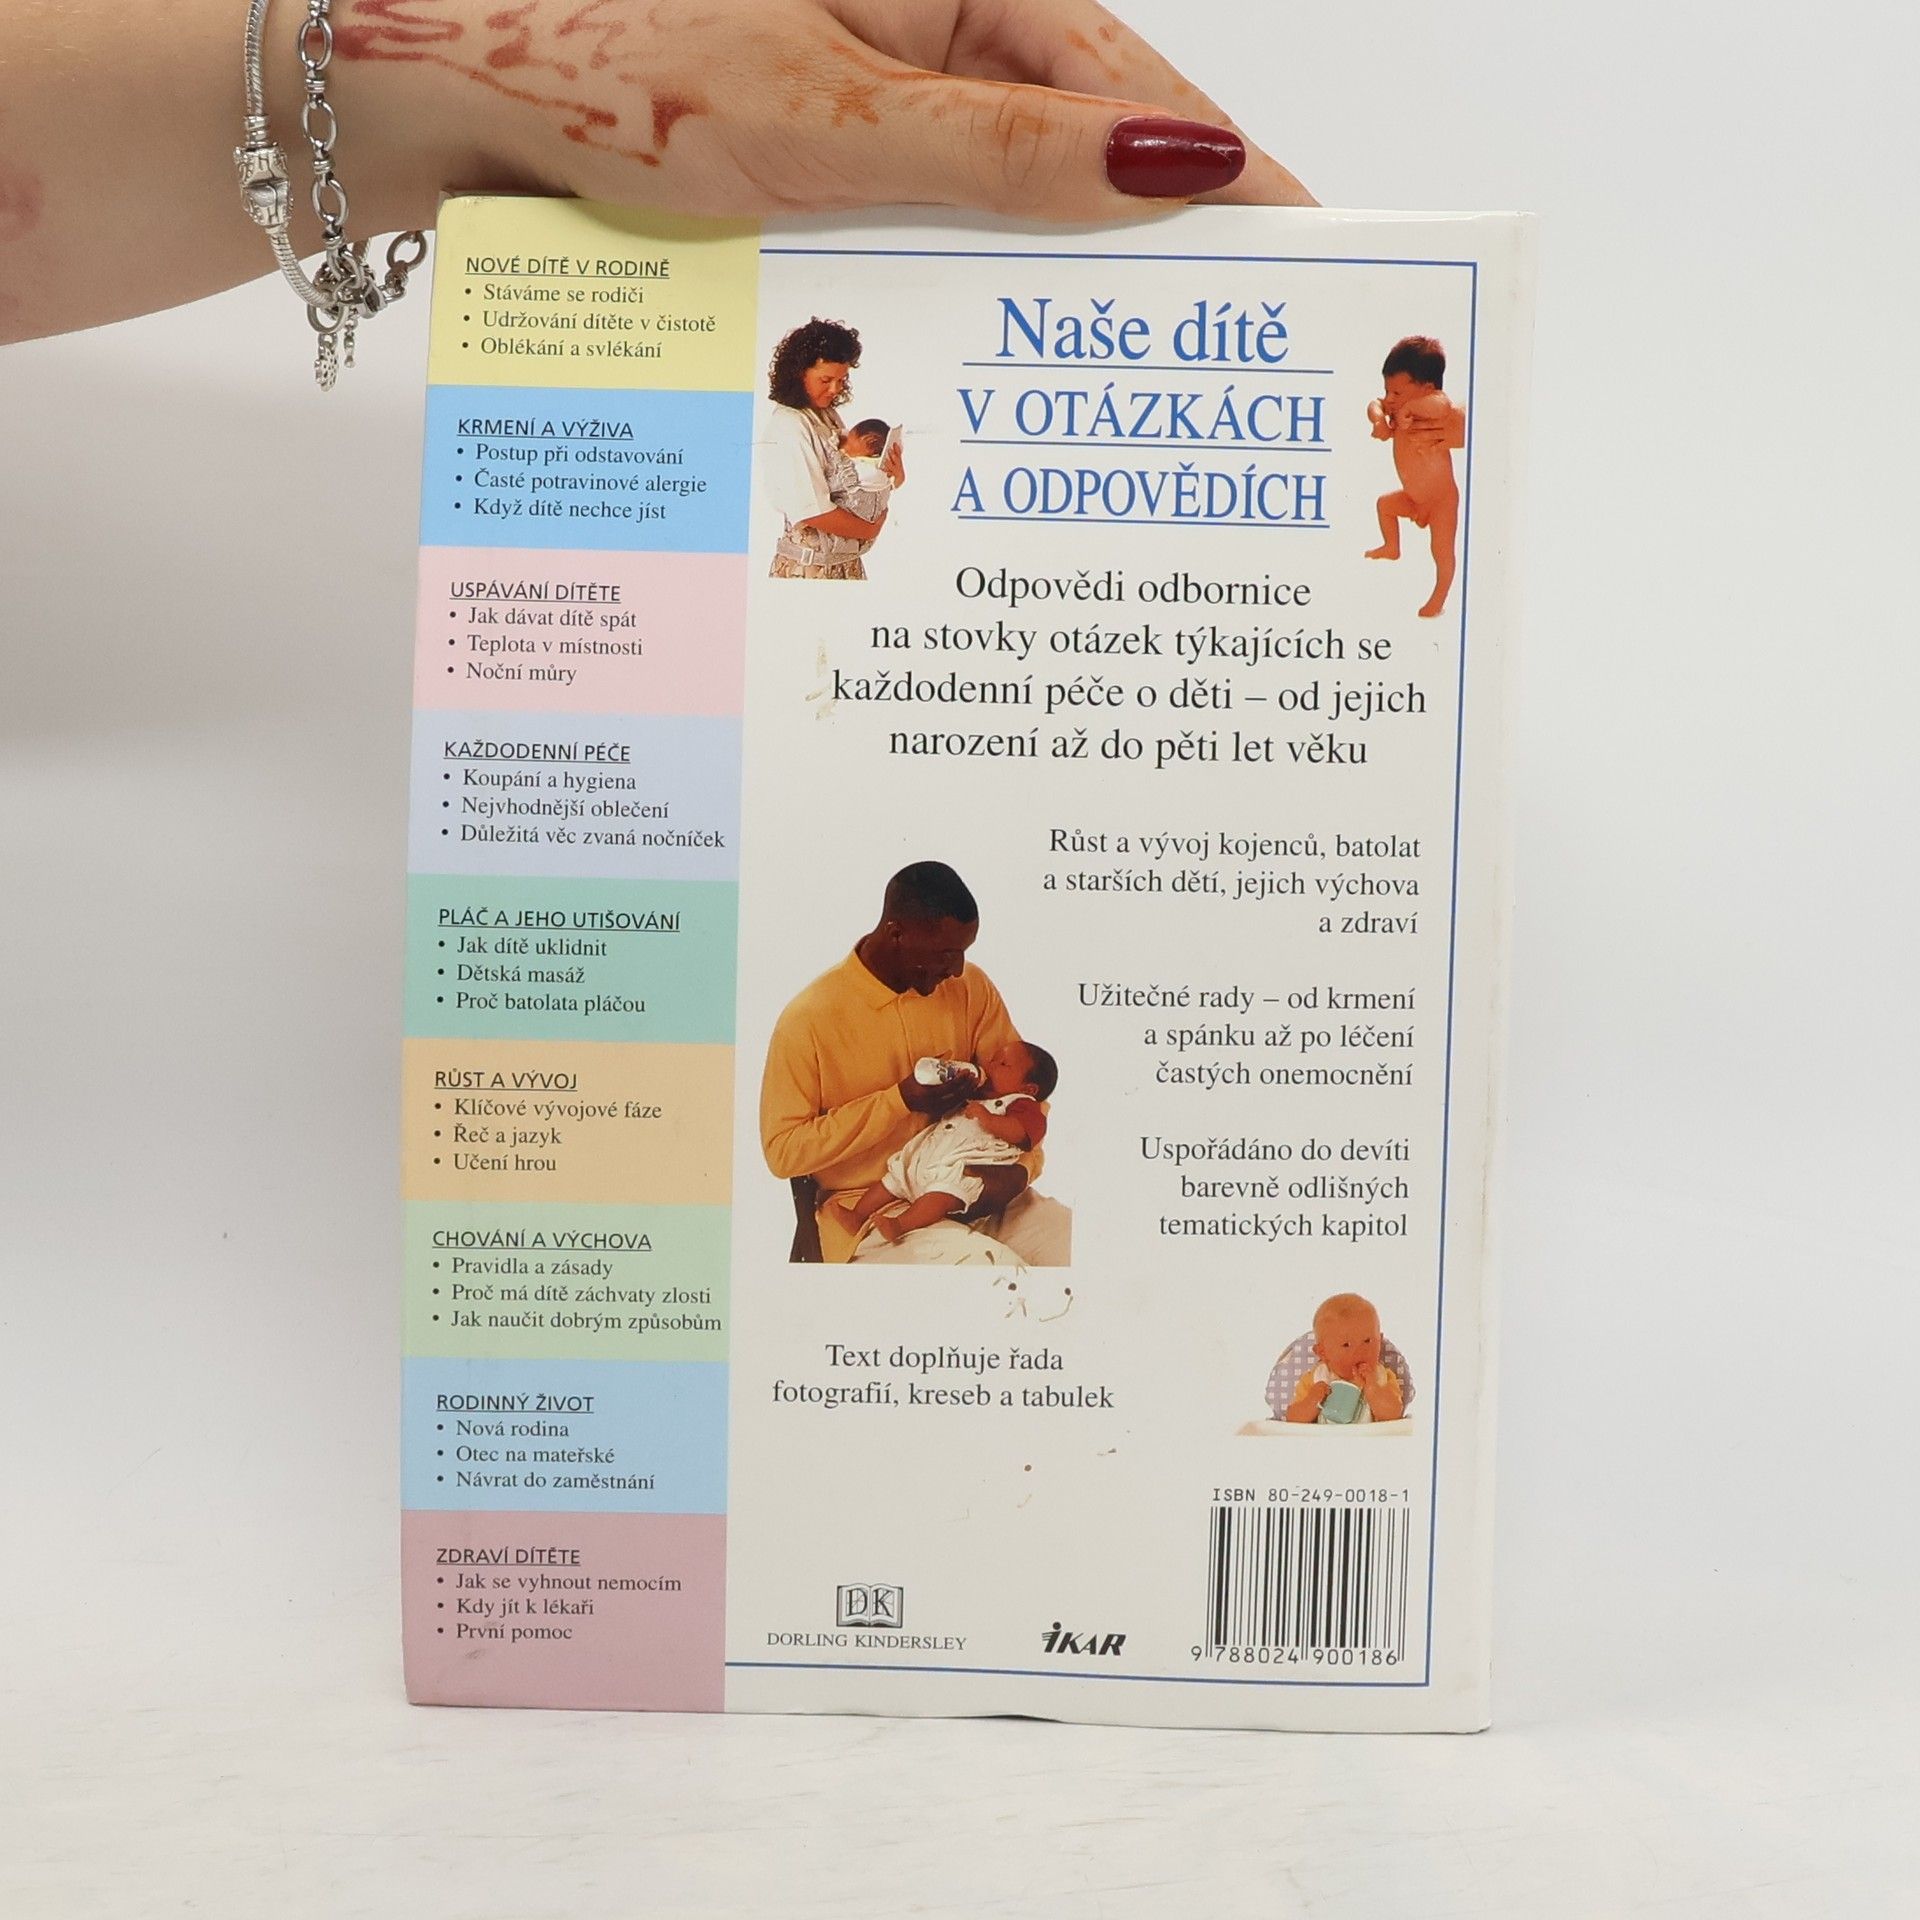 NOVÉ DÍTĚ V RODINĚ
• Stáváme se rodiči
• Udržování dítěte v čistotě
• Oblékání a svlékání
KRMENÍ A VÝŽIVA
• Postup při odstavování
• Časté potravinové alergie
• Když dítě nechce jíst
USPÁVÁNÍ DÍTĚTE
• Jak dávat dítě spát
• Teplota v místnosti
• Noční můry
KAŽDODENNÍ PÉČE
• Koupání a hygiena
• Nejvhodnější oblečení
• Důležitá věc zvaná nočníček
PLÁČ A JEHO UTIŠOVÁNÍ
• Jak dítě uklidnit
• Dětská masáž
• Proč batolata pláčou
RŮST A VÝVOJ
• Klíčové vývojové fáze
• Řeč a jazyk
• Učení hrou
CHOVÁNÍ A VÝCHOVA
• Pravidla a zásady
• Proč má dítě záchvaty zlosti
• Jak naučit dobrým způsobům
RODINNÝ ŽIVOT
• Nová rodina
• Otec na mateřské
• Návrat do zaměstnání
ZDRAVÍ DÍTĚTE
• Jak se vyhnout nemocím
• Kdy jít k lékaři
• První pomoc
Naše dítě
V OTÁZKÁCH
A ODPOVĚDÍCH
Odpovědi odbornice
na stovky otázek týkajících se
každodenní péče o děti – od jejich
narození až do pěti let věku
Růst a vývoj kojenců, batolat
a starších dětí, jejich výchova
a zdraví
Užitečné rady – od krmení
a spánku až po léčení
častých onemocnění
Uspořádáno do devíti
barevně odlišných
tematických kapitol
Text doplňuje řada
fotografií, kreseb a tabulek
DK
DORLING KINDERSLEY
IKAR
ISBN 80-249-0018-1
9 788024 900186